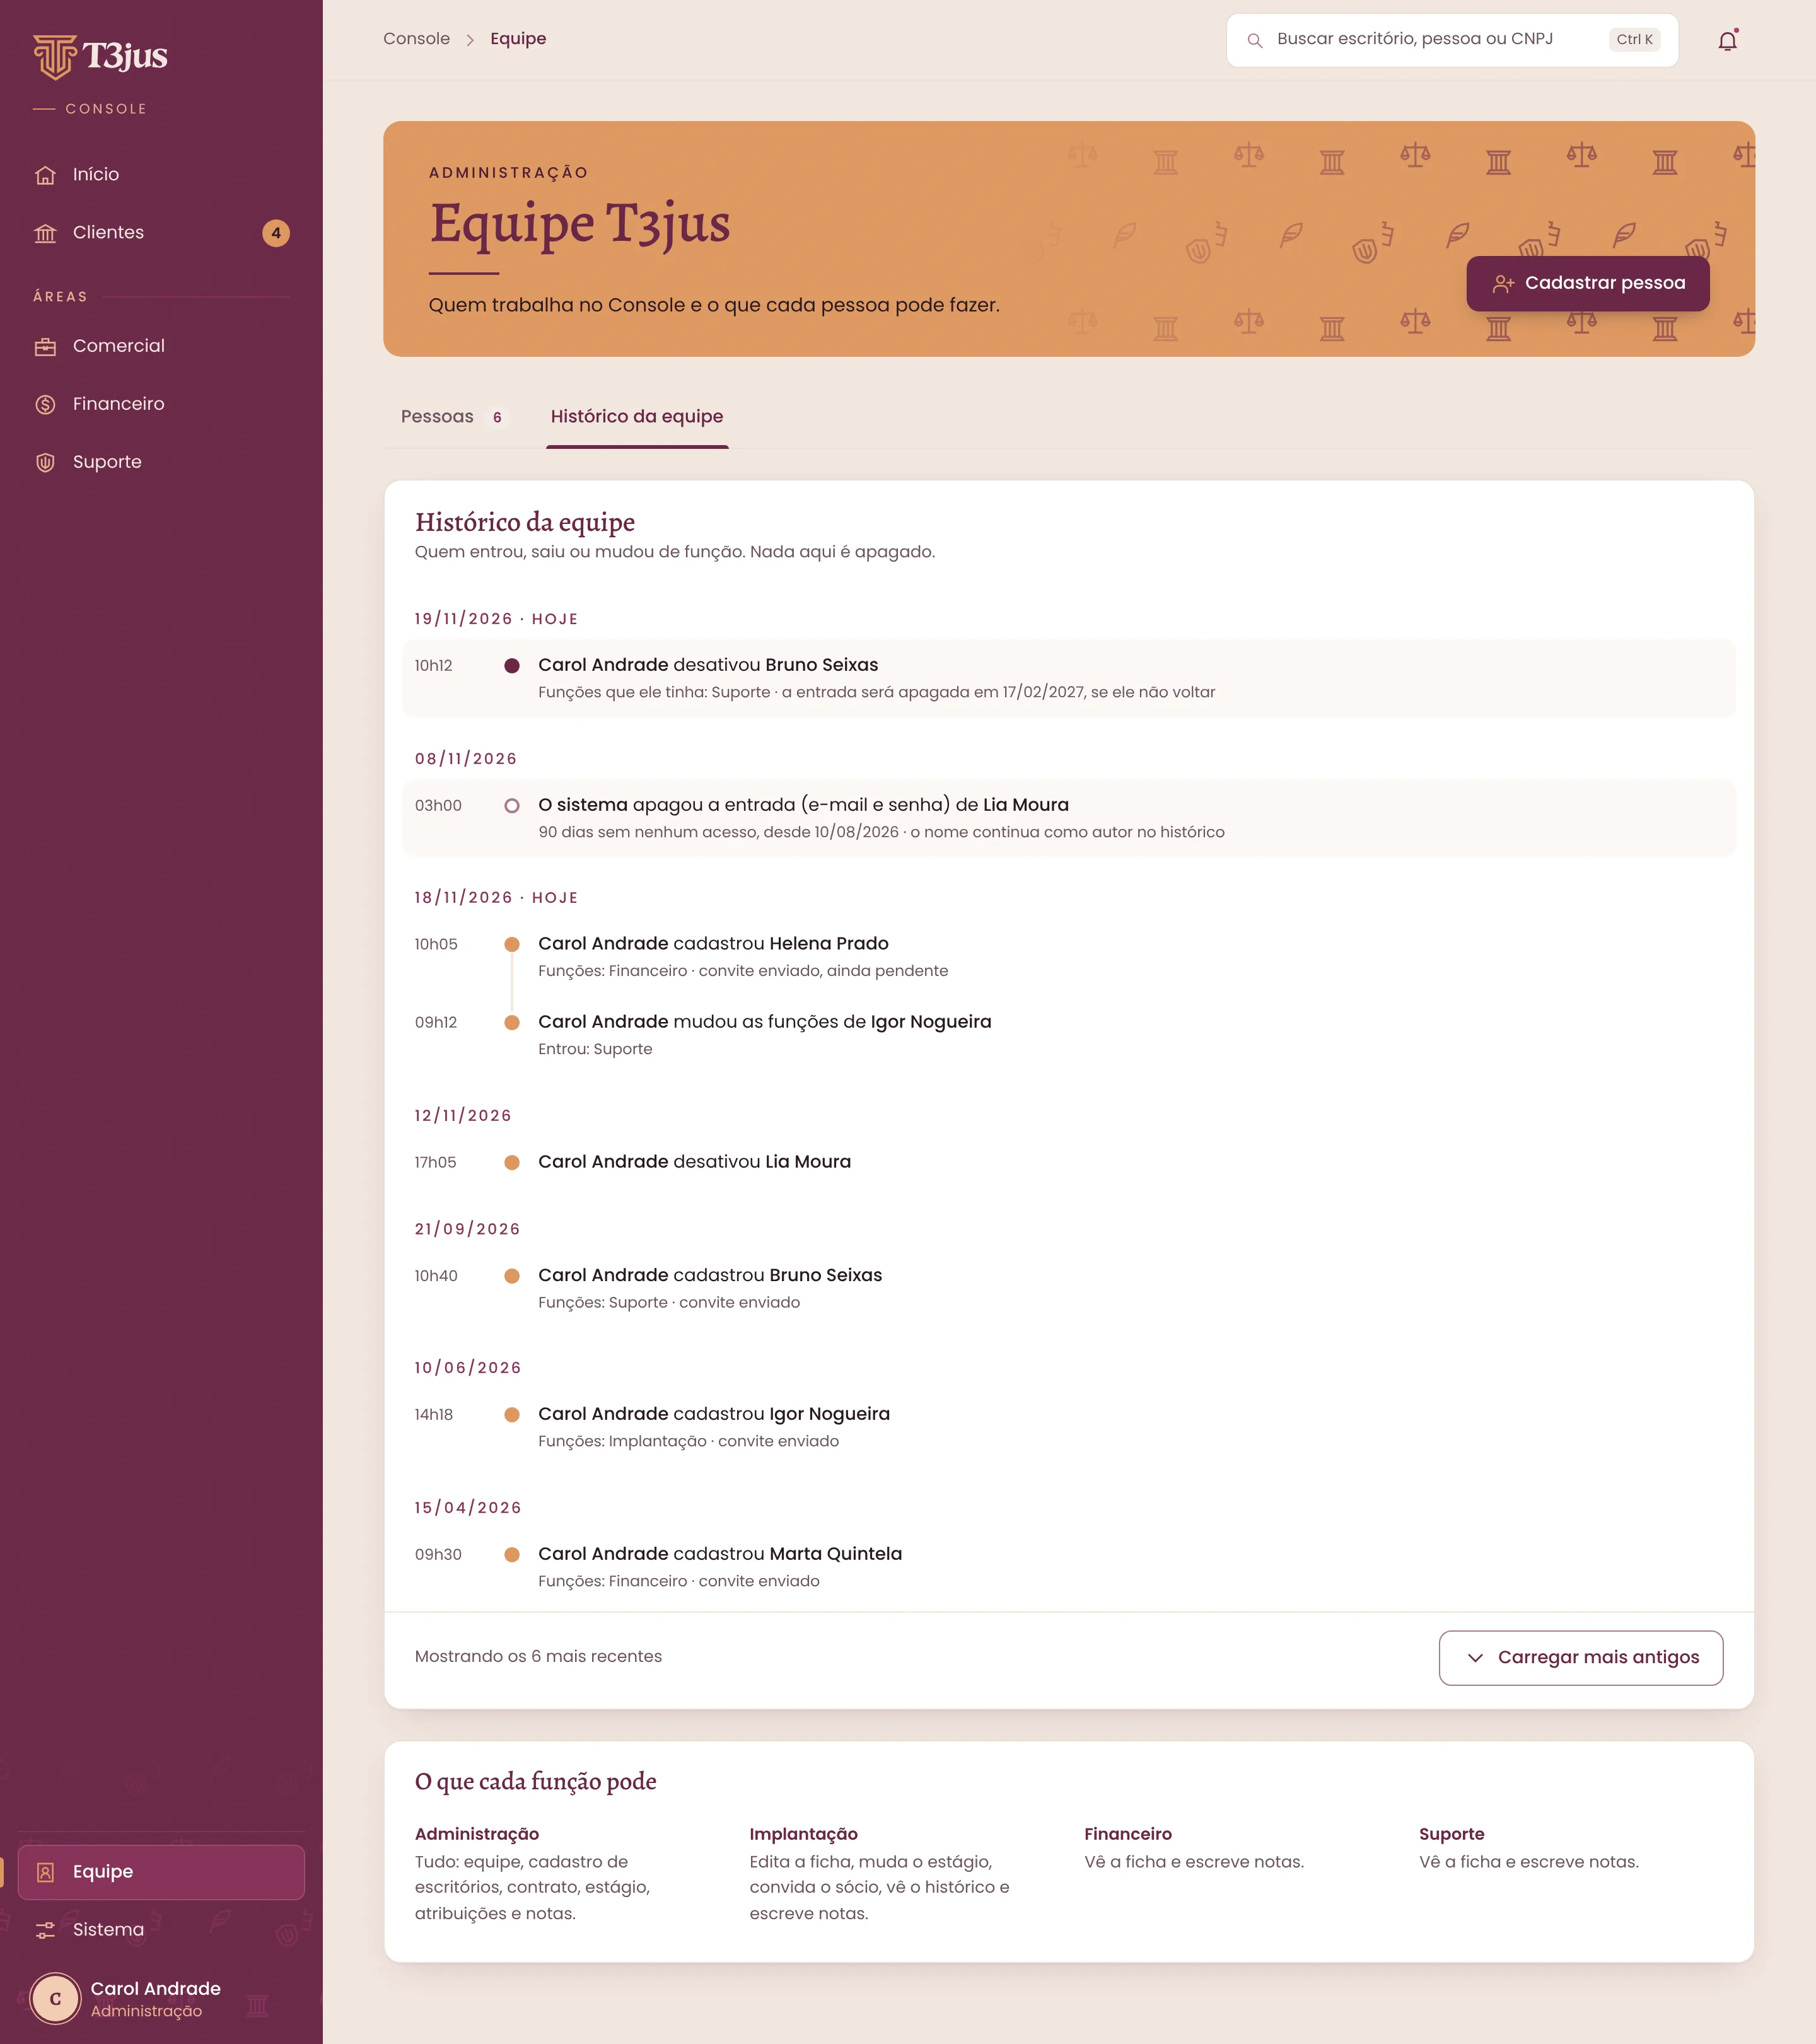 T3jus
CONSOLE
Início
Clientes 4
ÁREAS
Comercial
Financeiro
Suporte
Equipe
Sistema
C
Carol Andrade
Administração
Console > Equipe
Buscar escritório, pessoa ou CNPJ Ctrl K
ADMINISTRAÇÃO
Equipe T3jus
Quem trabalha no Console e o que cada pessoa pode fazer.
Cadastrar pessoa
Pessoas 6 Histórico da equipe
Histórico da equipe
Quem entrou, saiu ou mudou de função. Nada aqui é apagado.
19/11/2026 · HOJE
10h12 Carol Andrade desativou Bruno Seixas
Funções que ele tinha: Suporte · a entrada será apagada em 17/02/2027, se ele não voltar
08/11/2026
03h00 O sistema apagou a entrada (e-mail e senha) de Lia Moura
90 dias sem nenhum acesso, desde 10/08/2026 · o nome continua como autor no histórico
18/11/2026 · HOJE
10h05 Carol Andrade cadastrou Helena Prado
Funções: Financeiro · convite enviado, ainda pendente
09h12 Carol Andrade mudou as funções de Igor Nogueira
Entrou: Suporte
12/11/2026
17h05 Carol Andrade desativou Lia Moura
21/09/2026
10h40 Carol Andrade cadastrou Bruno Seixas
Funções: Suporte · convite enviado
10/06/2026
14h18 Carol Andrade cadastrou Igor Nogueira
Funções: Implantação · convite enviado
15/04/2026
09h30 Carol Andrade cadastrou Marta Quintela
Funções: Financeiro · convite enviado
Mostrando os 6 mais recentes
Carregar mais antigos
O que cada função pode
Administração
Tudo: equipe, cadastro de
escritórios, contrato, estágio,
atribuições e notas.
Implantação
Edita a ficha, muda o estágio,
convida o sócio, vê o histórico e
escreve notas.
Financeiro
Vê a ficha e escreve notas.
Suporte
Vê a ficha e escreve notas.